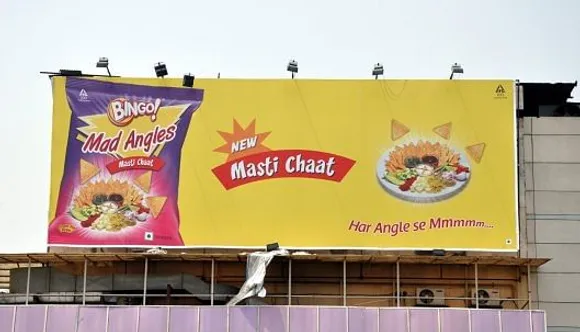 BINGO!
Mad Angles
Masti Chaat
NEW
Masti Chaat
Har Angle se Mmmmm....